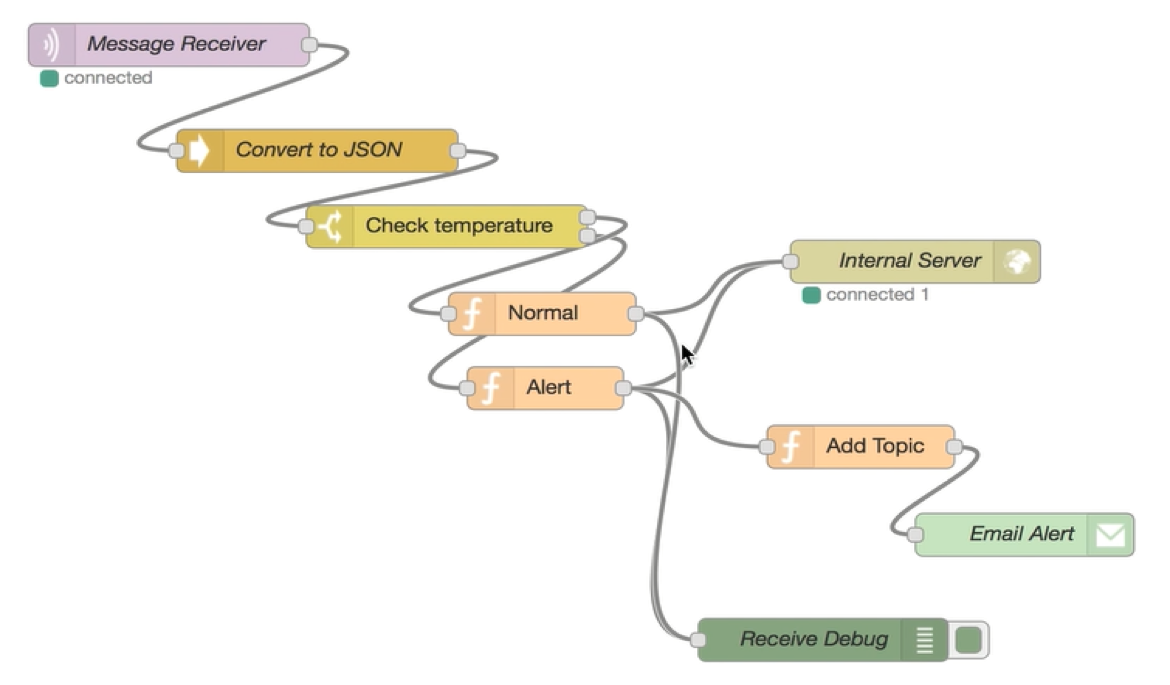 Message Receiver
connected
Convert to JSON
Check temperature
Internal Server
connected 1
Normal
Alert
Add Topic
Email Alert
Receive Debug